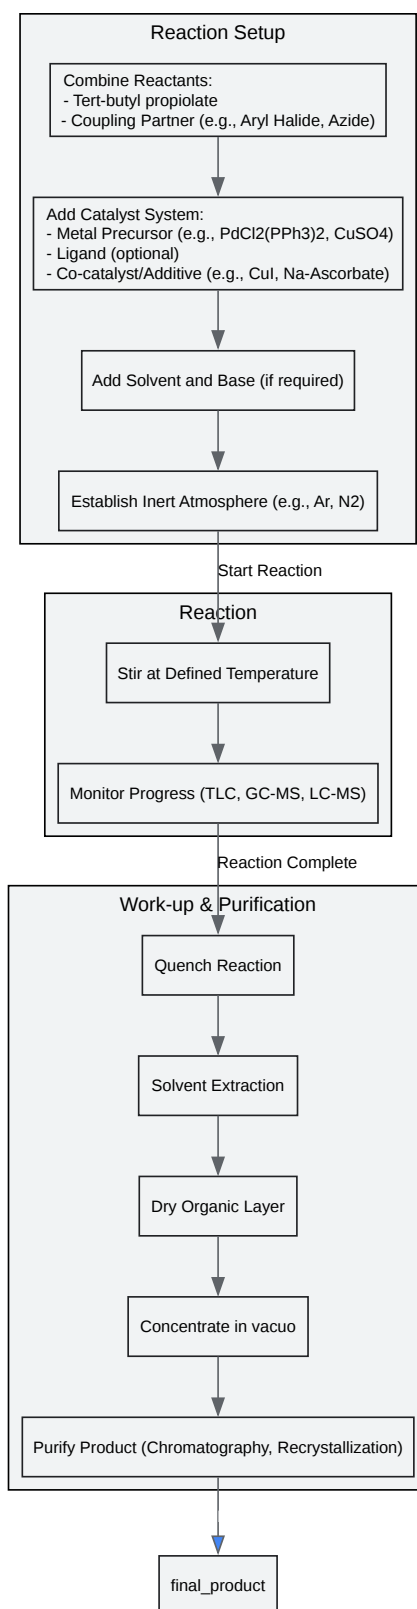 Reaction Setup
Combine Reactants:
- Tert-butyl propiolate
- Coupling Partner (e.g., Aryl Halide, Azide)
Add Catalyst System:
- Metal Precursor (e.g., PdCl2(PPh3)2, CuSO4)
- Ligand (optional)
- Co-catalyst/Additive (e.g., CuI, Na-Ascorbate)
Add Solvent and Base (if required)
Establish Inert Atmosphere (e.g., Ar, N2)
Start Reaction
Reaction
Stir at Defined Temperature
Monitor Progress (TLC, GC-MS, LC-MS)
Reaction Complete
Work-up & Purification
Quench Reaction
Solvent Extraction
Dry Organic Layer
Concentrate in vacuo
Purify Product (Chromatography, Recrystallization)
final_product